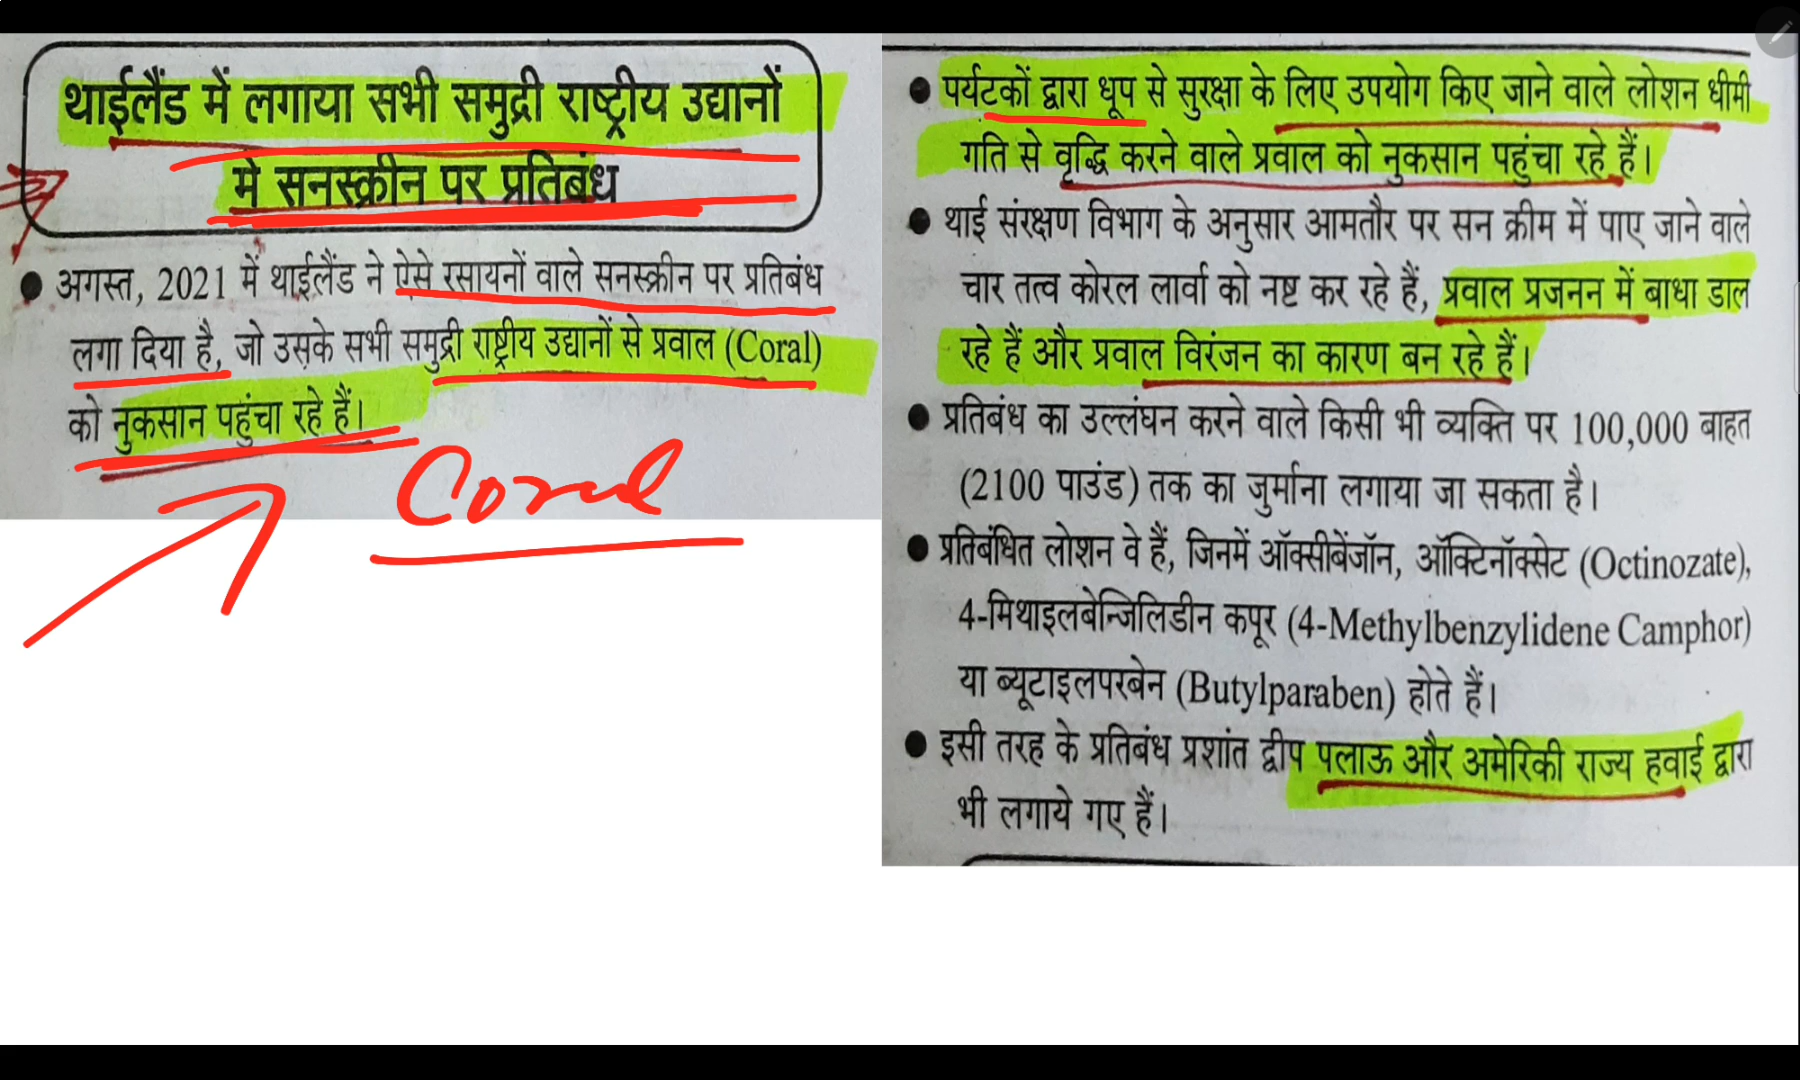 थाईलैंड में लगाया सभी समुद्री राष्ट्रीय उद्यानों
में सनस्क्रीन पर प्रतिबंध
● अगस्त, 2021 में थाईलैंड ने ऐसे रसायनों वाले सनस्क्रीन पर प्रतिबंध
लगा दिया है, जो उसके सभी समुद्री राष्ट्रीय उद्यानों से प्रवाल (Coral)
को नुकसान पहुंचा रहे हैं।
Coral
● पर्यटकों द्वारा धूप से सुरक्षा के लिए उपयोग किए जाने वाले लोशन धीमी
गति से वृद्धि करने वाले प्रवाल को नुकसान पहुंचा रहे हैं।
● थाई संरक्षण विभाग के अनुसार आमतौर पर सन क्रीम में पाए जाने वाले
चार तत्व कोरल लार्वा को नष्ट कर रहे हैं, प्रवाल प्रजनन में बाधा डाल
रहे हैं और प्रवाल विरंजन का कारण बन रहे हैं।
● प्रतिबंध का उल्लंघन करने वाले किसी भी व्यक्ति पर 100,000 बाहत
(2100 पाउंड) तक का जुर्माना लगाया जा सकता है।
● प्रतिबंधित लोशन वे हैं, जिनमें ऑक्सीबेंजॉन, ऑक्टिनॉक्सेट (Octinozate),
4-मिथाइलबेन्जिलिडीन कपूर (4-Methylbenzylidene Camphor)
या ब्यूटाइलपरबेन (Butylparaben) होते हैं।
● इसी तरह के प्रतिबंध प्रशांत द्वीप पलाऊ और अमेरिकी राज्य हवाई द्वारा
भी लगाये गए हैं।